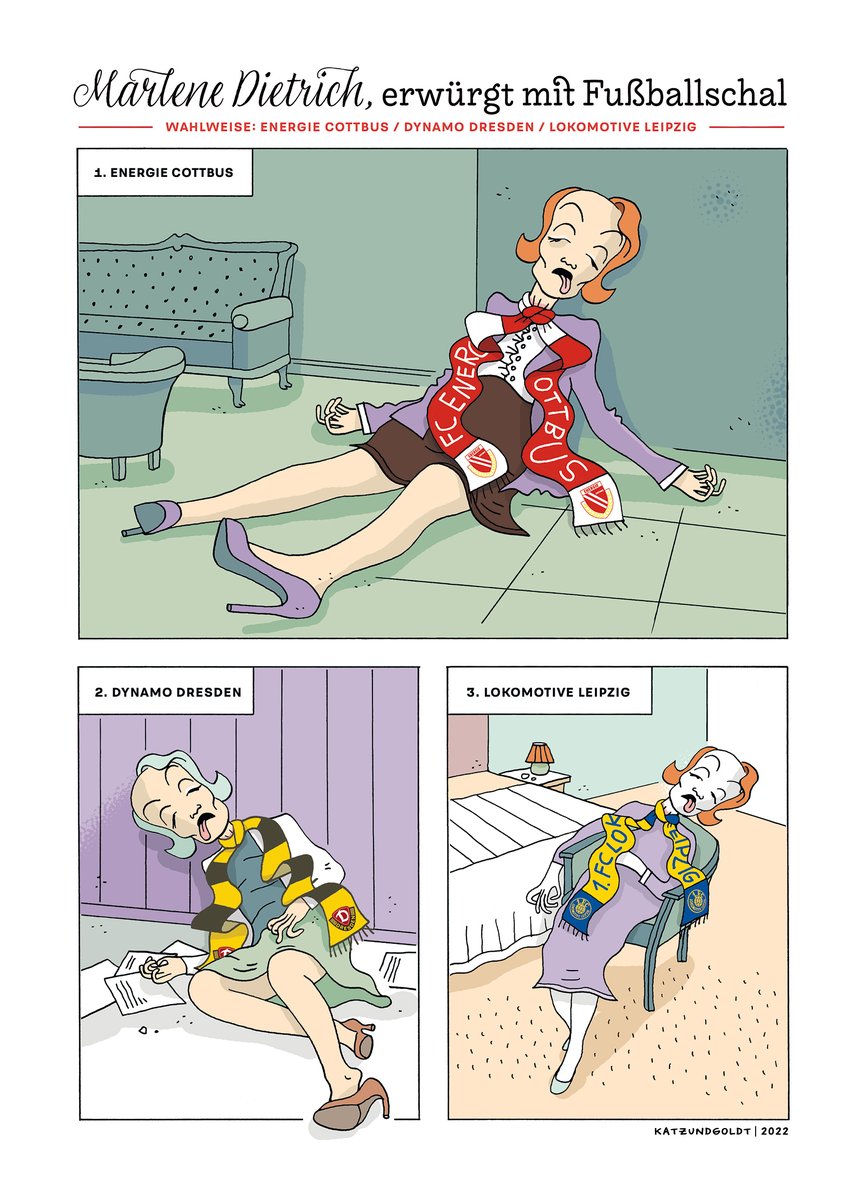 Marlene Dietrich, erwürgt mit Fußballschal
WAHLWEISE: ENERGIE COTTBUS / DYNAMO DRESDEN / LOKOMOTIVE LEIPZIG
1. ENERGIE COTTBUS
FC ENERG
OTTBUS
2. DYNAMO DRESDEN
D
3. LOKOMOTIVE LEIPZIG
1. FC LOK
EIPZIG
KATZUNDGOLDT | 2022